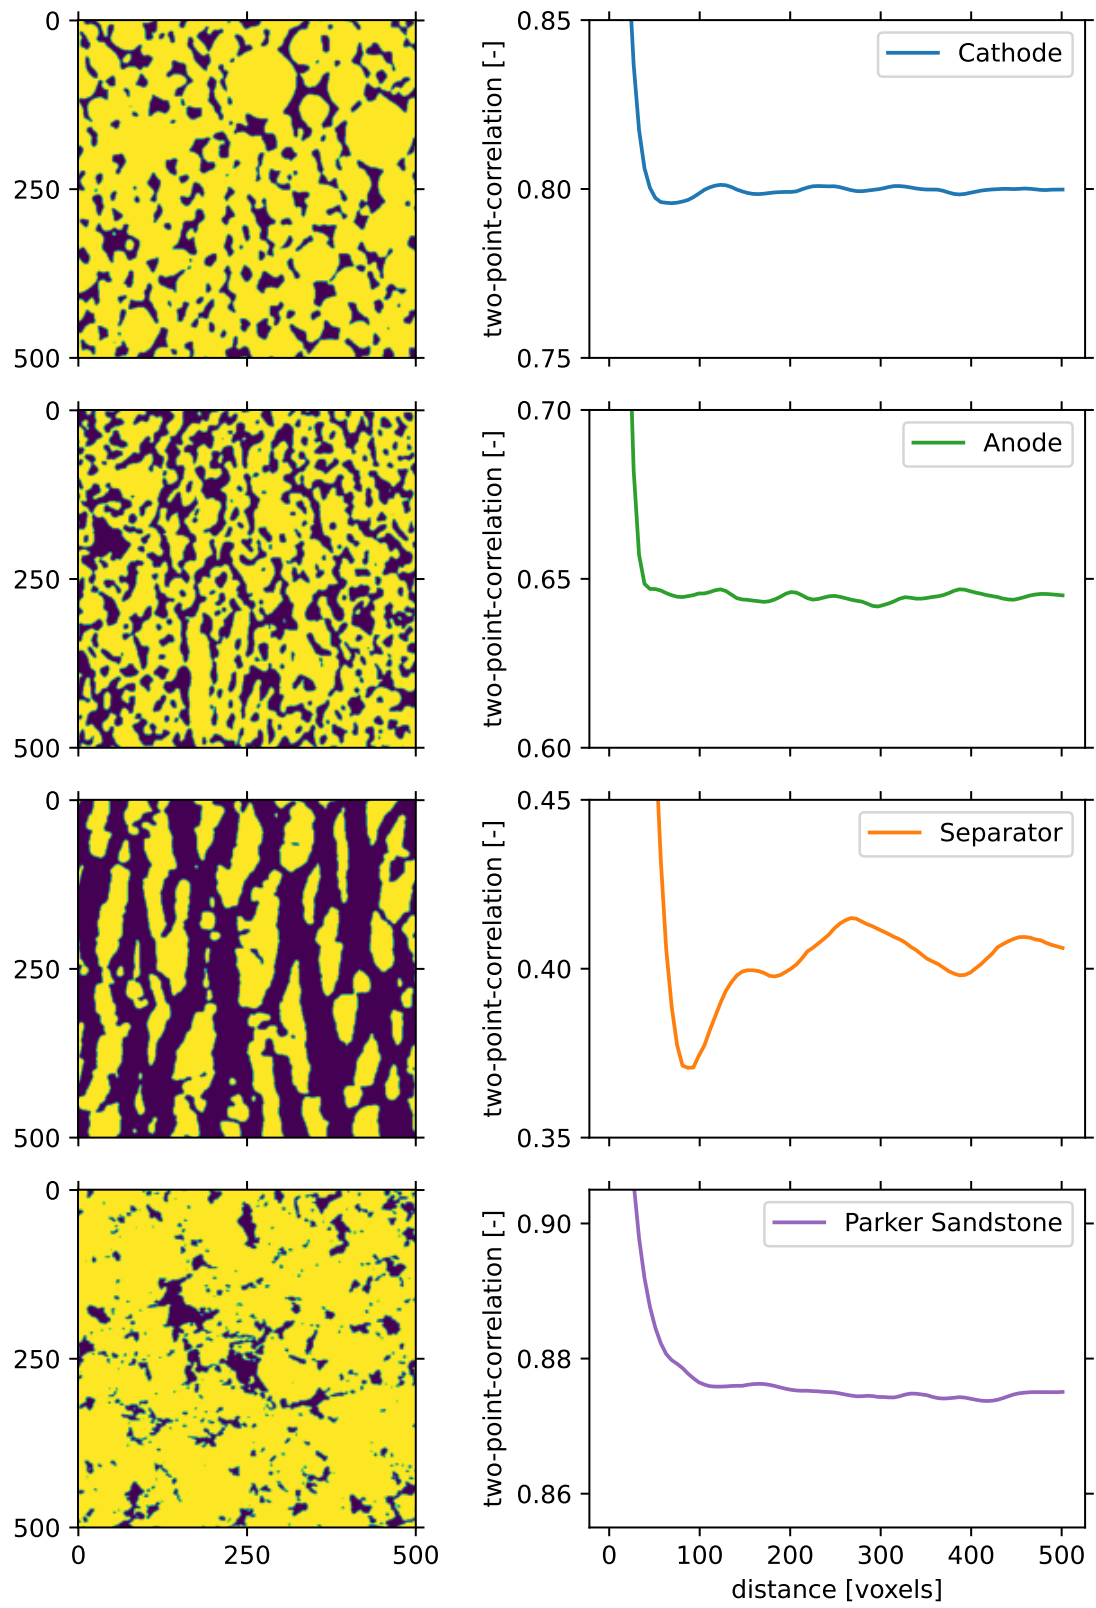 0
250
500
two-point-correlation [-]
0.85
0.80
0.75
Cathode
0
250
500
two-point-correlation [-]
0.70
0.65
0.60
Anode
0
250
500
two-point-correlation [-]
0.45
0.40
0.35
Separator
0
250
500
0 250 500
two-point-correlation [-]
0.90
0.88
0.86
Parker Sandstone
0 100 200 300 400 500
distance [voxels]